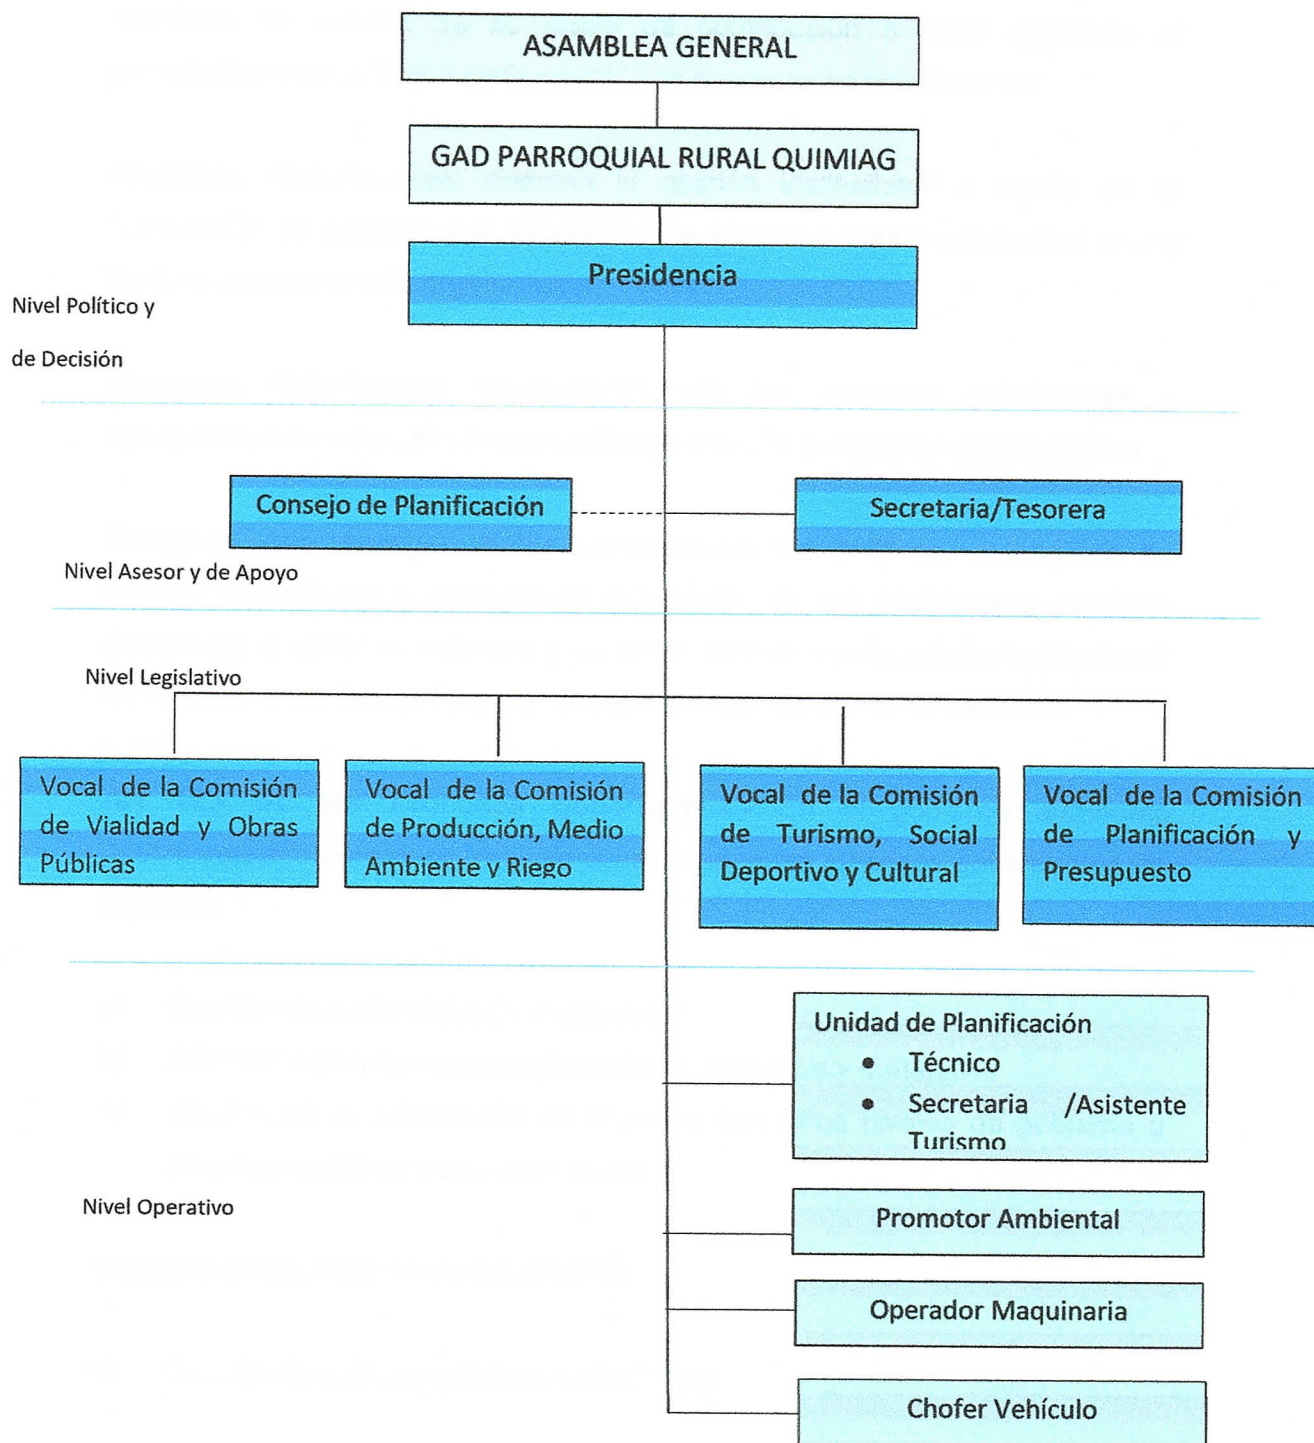 ASAMBLEA GENERAL
GAD PARROQUIAL RURAL QUIMIAG
Presidencia
Nivel Político y
de Decisión
Consejo de Planificación
Secretaria/Tesorera
Nivel Asesor y de Apoyo
Nivel Legislativo
Vocal de la Comisión
de Vialidad y Obras
Públicas
Vocal de la Comisión
de Producción, Medio
Ambiente y Riego
Vocal de la Comisión
de Turismo, Social
Deportivo y Cultural
Vocal de la Comisión
de Planificación y
Presupuesto
Unidad de Planificación
• Técnico
• Secretaria /Asistente
Turismo
Nivel Operativo
Promotor Ambiental
Operador Maquinaria
Chofer Vehículo